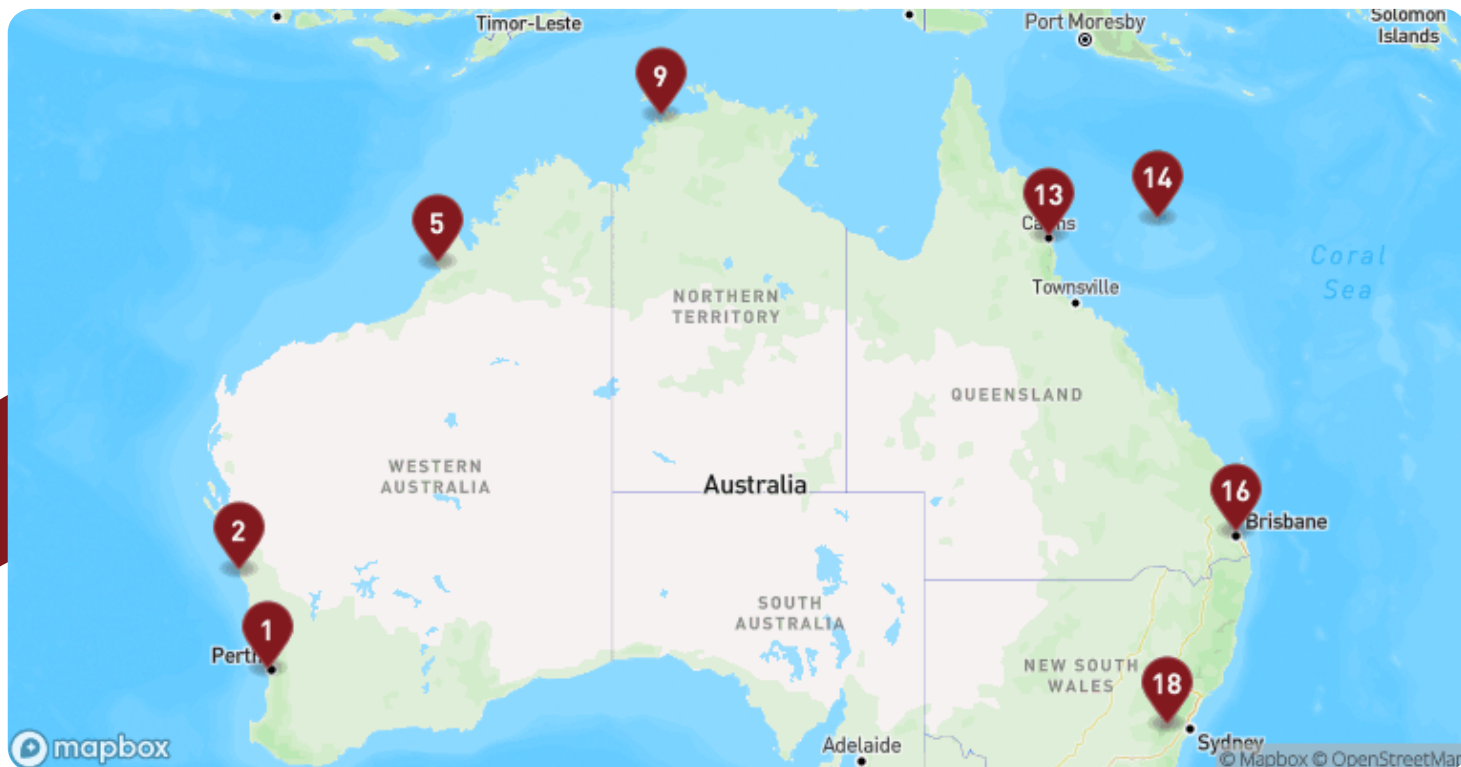 Timor-Leste
Port Moresby
Solomon
Islands
9
14
13
Cairns
5
Coral
Sea
Townsville
NORTHERN
TERRITORY
QUEENSLAND
WESTERN
AUSTRALIA
Australia
16
Brisbane
2
SOUTH
AUSTRALIA
1
Perth
NEW SOUTH
WALES
18
Sydney
Adelaide
mapbox
© Mapbox © OpenStreetMap